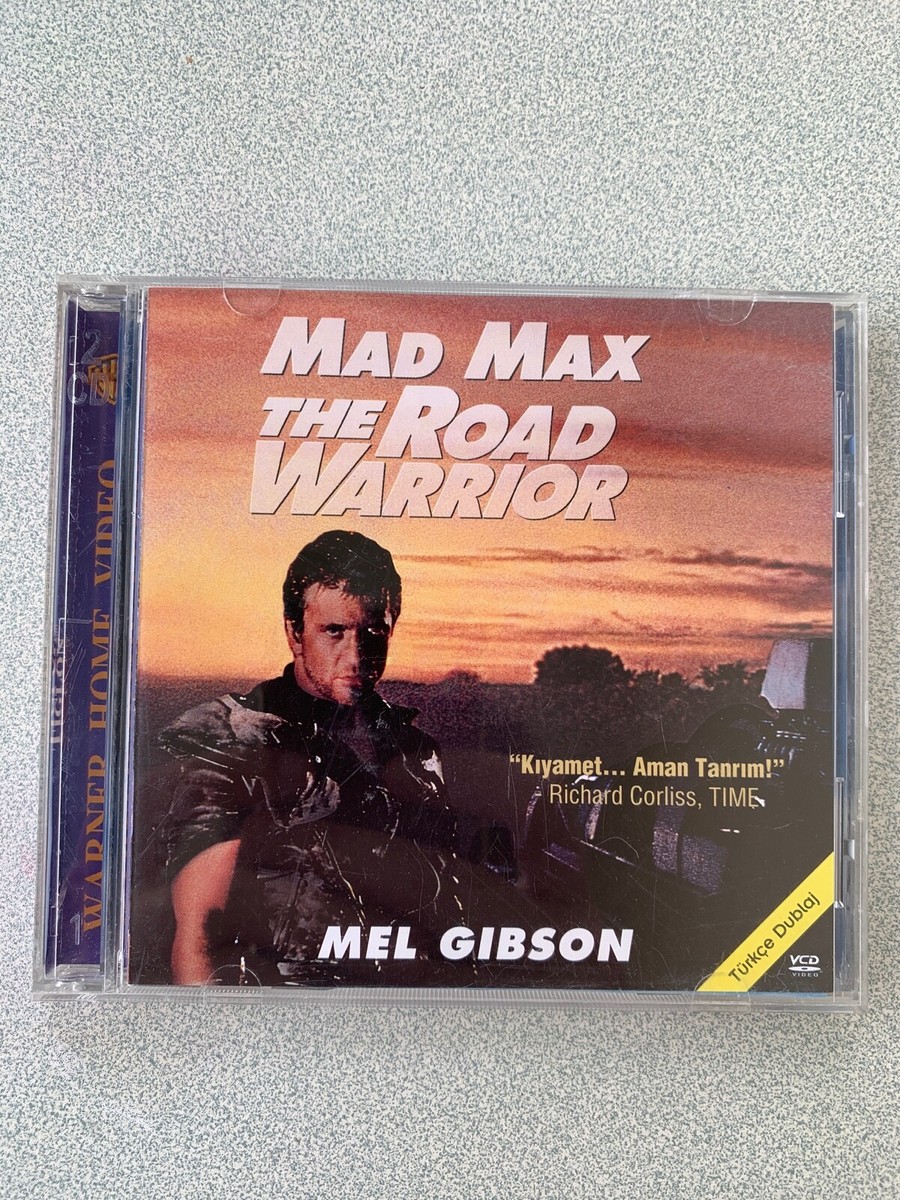 MAD MAX
THE ROAD
WARRIOR
WARNER HOME VIDEO
"Kıyamet... Aman Tanrım!"
- Richard Corliss, TIME
MEL GIBSON
Türkçe Dublaj
VCD
VIDEO